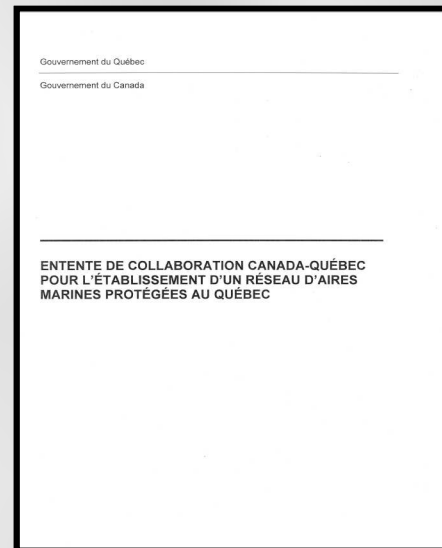 Gouvernement du Québec
Gouvernement du Canada
ENTENTE DE COLLABORATION CANADA-QUÉBEC
POUR L'ÉTABLISSEMENT D'UN RÉSEAU D'AIRES
MARINES PROTÉGÉES AU QUÉBEC